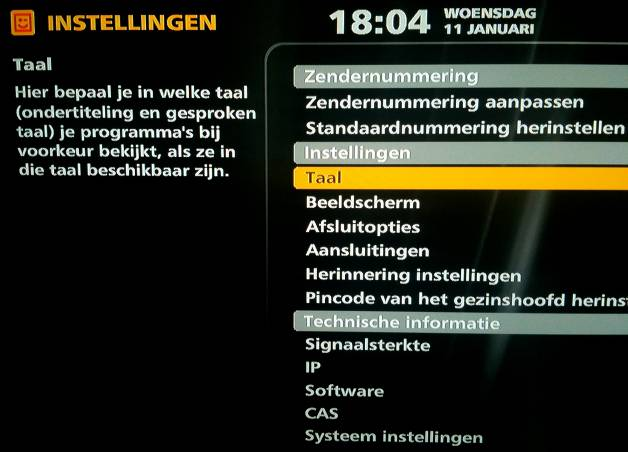 INSTELLINGEN
18:04
WOENSDAG
11 JANUARI
Taal
Hier bepaal je in welke taal
(ondertiteling en gesproken
taal) je programma's bij
voorkeur bekijkt, als ze in
die taal beschikbaar zijn.
Zendernummering
Zendernummering aanpassen
Standaardnummering herinstellen
Instellingen
Taal
Beeldscherm
Afsluitopties
Aansluitingen
Herinnering instellingen
Pincode van het gezinshoofd herins
Technische informatie
Signaalsterkte
IP
Software
CAS
Systeem instellingen